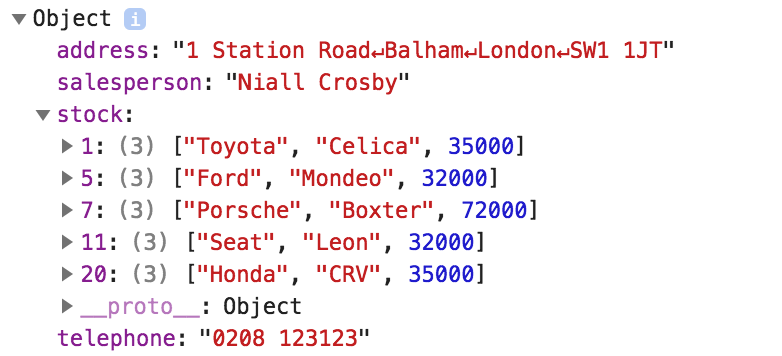 ▼ Object i
address: "1 Station Road↵Balham↵London↵SW1 1JT"
salesperson: "Niall Crosby"
▼ stock:
▶ 1: (3) ["Toyota", "Celica", 35000]
▶ 5: (3) ["Ford", "Mondeo", 32000]
▶ 7: (3) ["Porsche", "Boxter", 72000]
▶ 11: (3) ["Seat", "Leon", 32000]
▶ 20: (3) ["Honda", "CRV", 35000]
▶ __proto__: Object
telephone: "0208 123123"